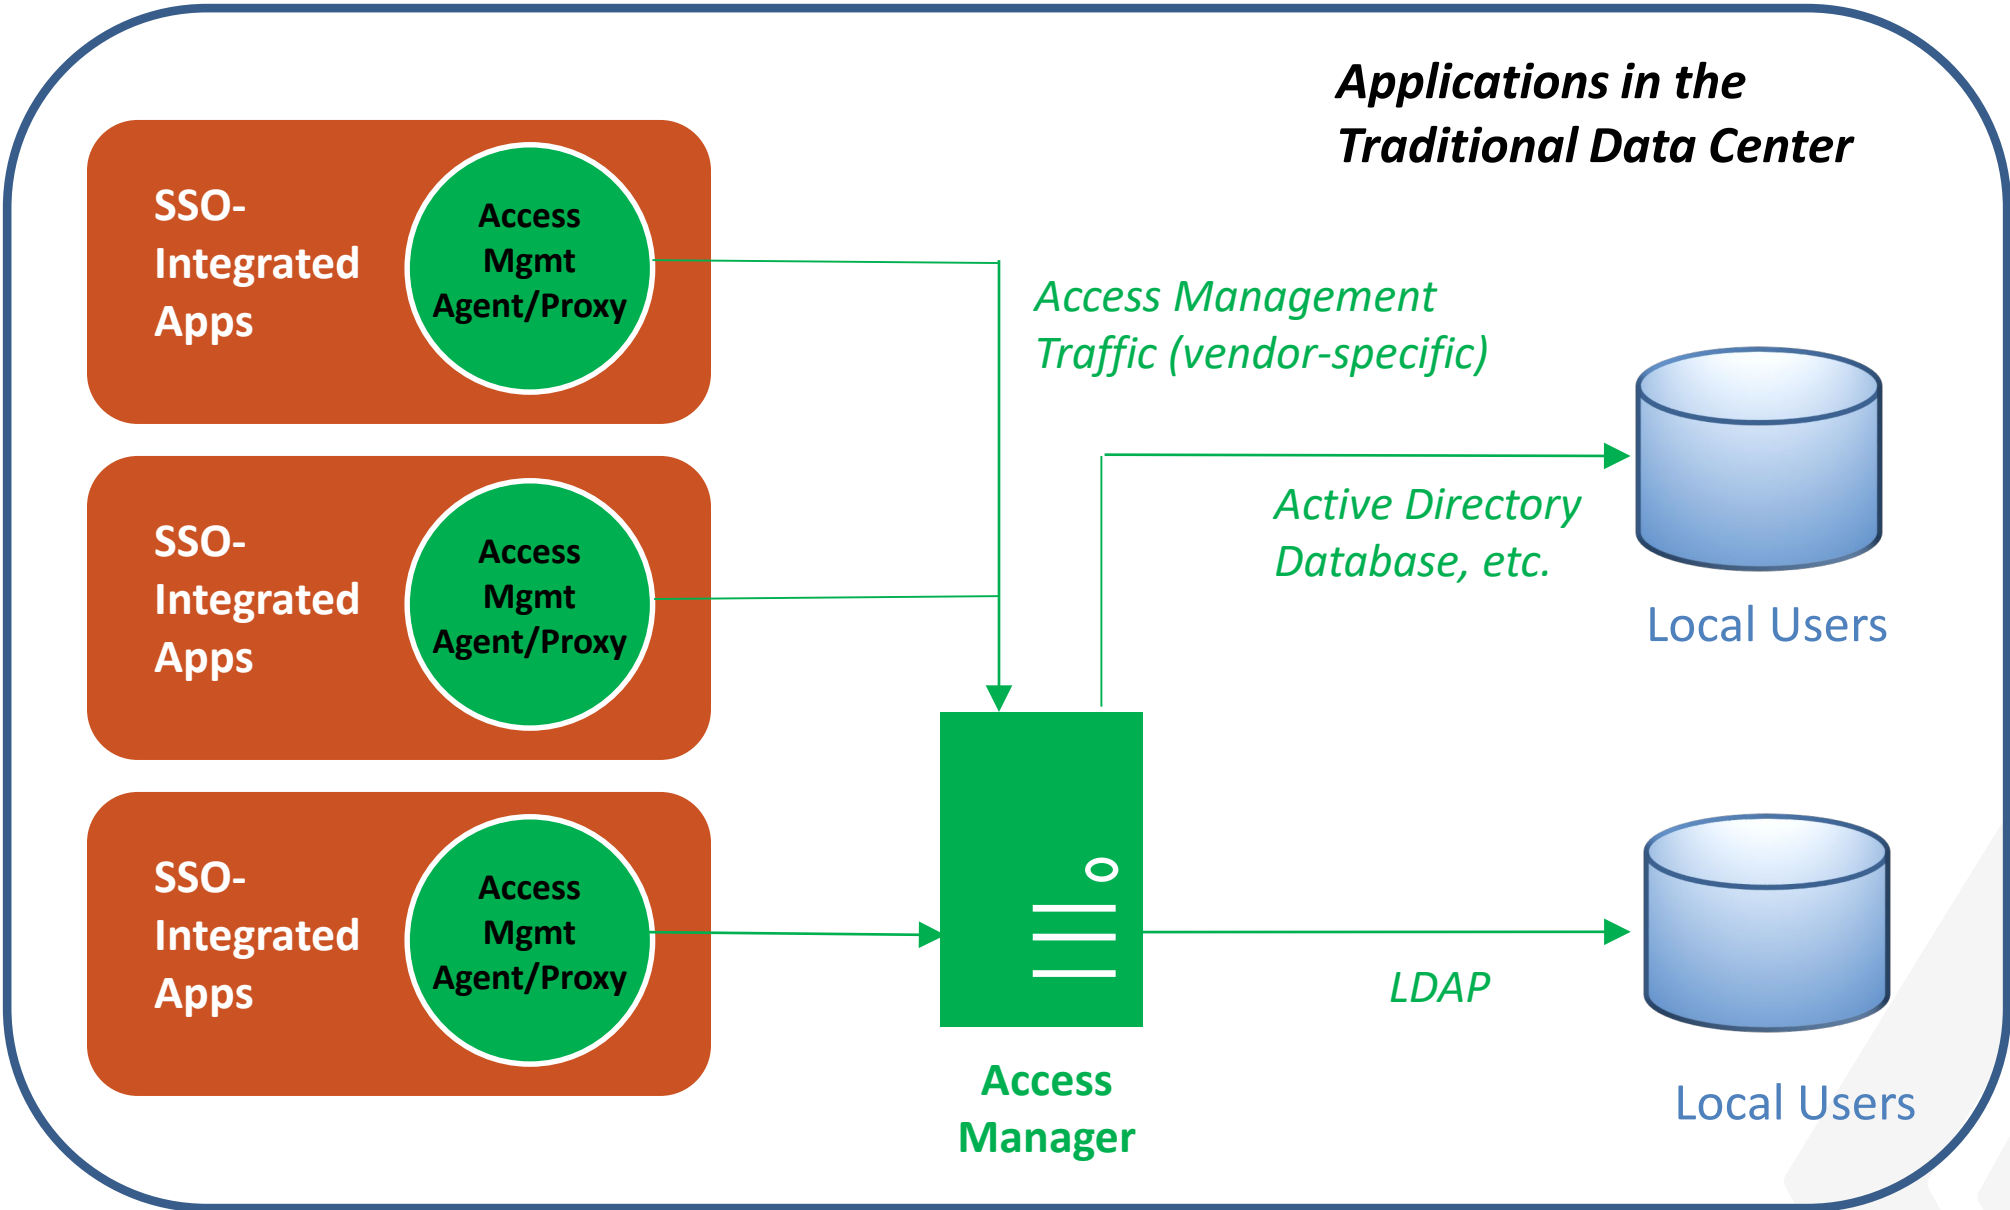 Applications in the
Traditional Data Center
SSO-
Integrated
Apps
Access
Mgmt
Agent/Proxy
Access Management
Traffic (vendor-specific)
SSO-
Integrated
Apps
Access
Mgmt
Agent/Proxy
Active Directory
Database, etc.
Local Users
SSO-
Integrated
Apps
Access
Mgmt
Agent/Proxy
LDAP
Access
Manager
Local Users